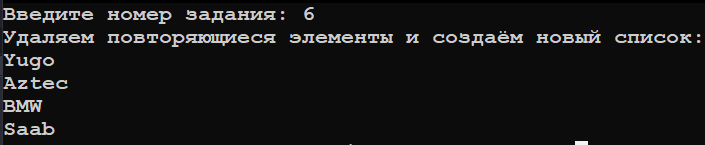 Введите номер задания: 6
Удаляем повторяющиеся элементы и создаём новый список:
Yugo
Aztec
BMW
Saab